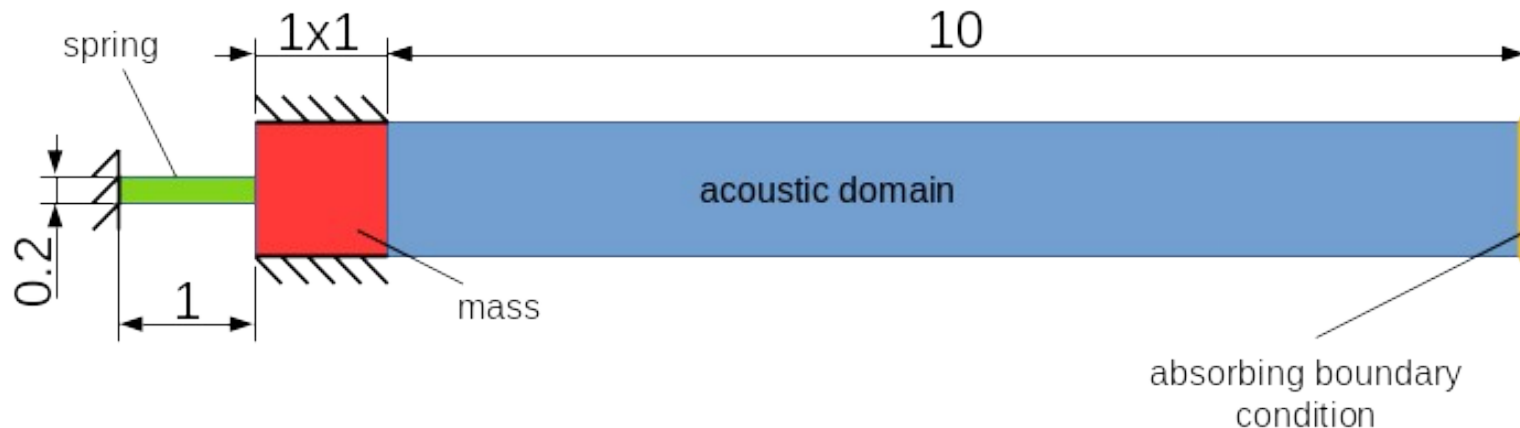 spring
1x1
10
acoustic domain
0.2
1
mass
absorbing boundary
condition